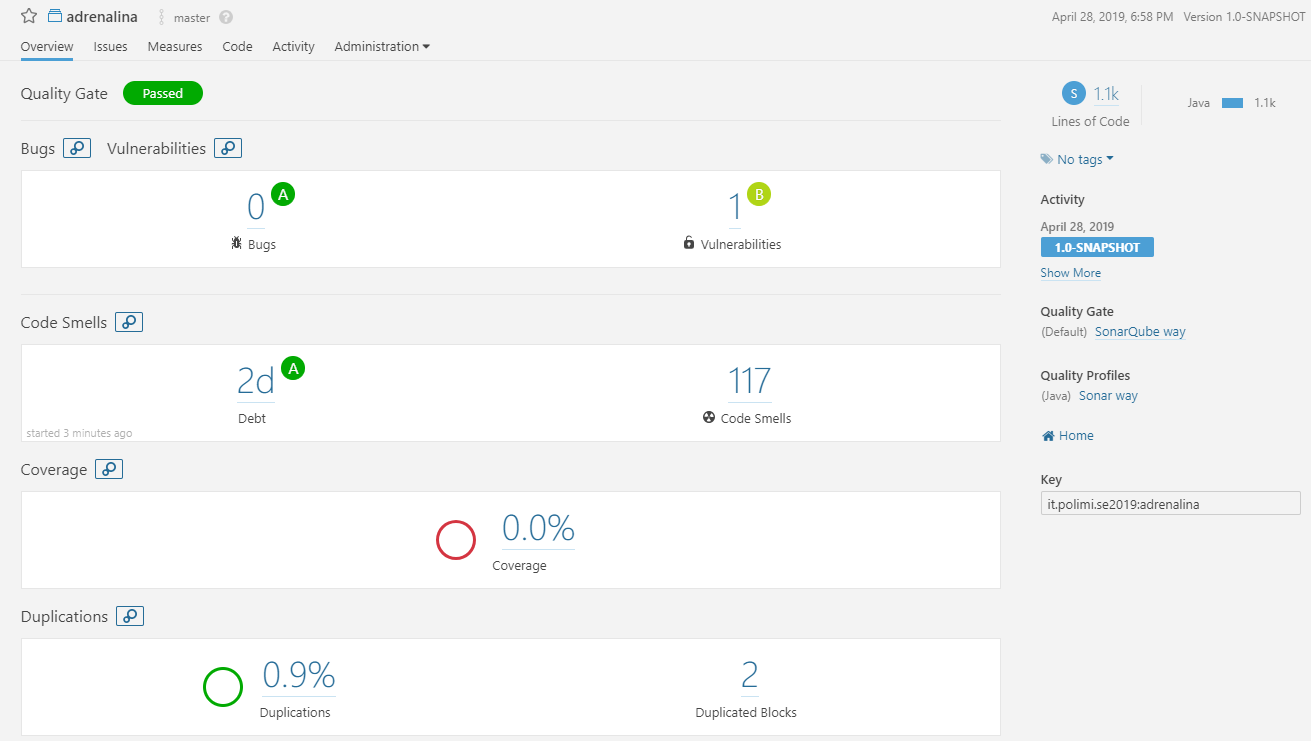 adrenalina master ? April 28, 2019, 6:58 PM Version 1.0-SNAPSHOT
Overview Issues Measures Code Activity Administration
Quality Gate Passed
Bugs Vulnerabilities
0 A
Bugs
1 B
Vulnerabilities
Code Smells
2d A
Debt
started 3 minutes ago
117
Code Smells
Coverage
0.0%
Coverage
Duplications
0.9%
Duplications
2
Duplicated Blocks
S 1.1k
Lines of Code
Java 1.1k
No tags
Activity
April 28, 2019
1.0-SNAPSHOT
Show More
Quality Gate
(Default) SonarQube way
Quality Profiles
(Java) Sonar way
Home
Key
it.polimi.se2019:adrenalina